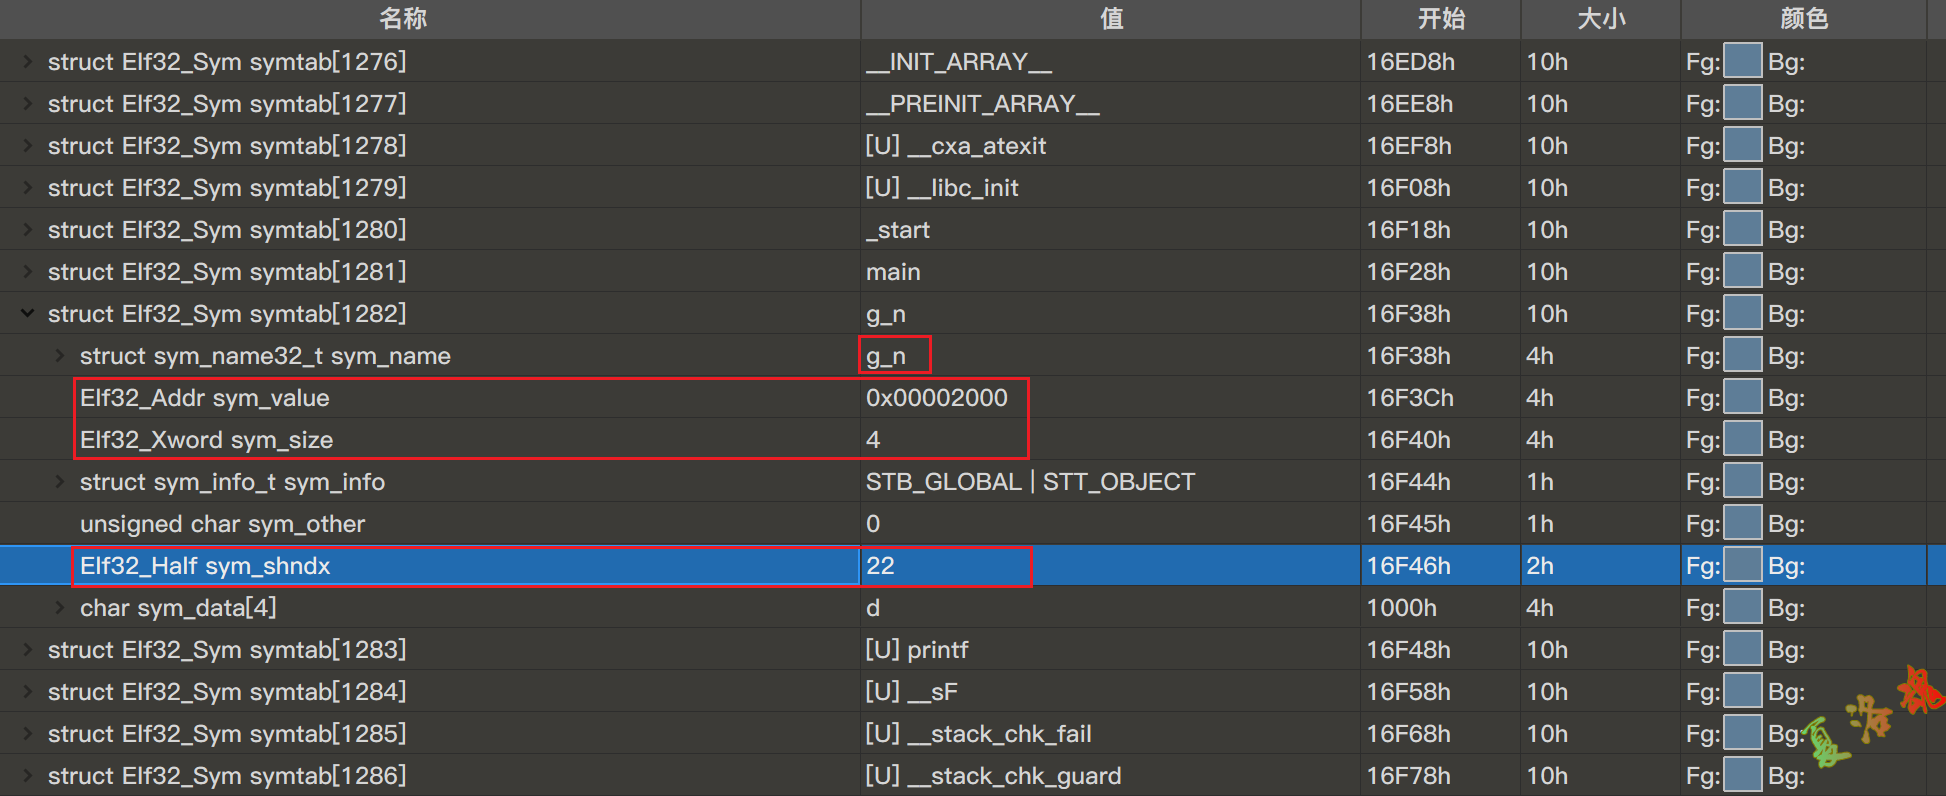 名称 值 开始 大小 颜色
struct Elf32_Sym symtab[1276] __INIT_ARRAY__ 16ED8h 10h Fg: Bg:
struct Elf32_Sym symtab[1277] __PREINIT_ARRAY__ 16EE8h 10h Fg: Bg:
struct Elf32_Sym symtab[1278] [U] __cxa_atexit 16EF8h 10h Fg: Bg:
struct Elf32_Sym symtab[1279] [U] __libc_init 16F08h 10h Fg: Bg:
struct Elf32_Sym symtab[1280] _start 16F18h 10h Fg: Bg:
struct Elf32_Sym symtab[1281] main 16F28h 10h Fg: Bg:
struct Elf32_Sym symtab[1282] g_n 16F38h 10h Fg: Bg:
struct sym_name32_t sym_name g_n 16F38h 4h Fg: Bg:
Elf32_Addr sym_value 0x00002000 16F3Ch 4h Fg: Bg:
Elf32_Xword sym_size 4 16F40h 4h Fg: Bg:
struct sym_info_t sym_info STB_GLOBAL | STT_OBJECT 16F44h 1h Fg: Bg:
unsigned char sym_other 0 16F45h 1h Fg: Bg:
Elf32_Half sym_shndx 22 16F46h 2h Fg: Bg:
char sym_data[4] d 1000h 4h Fg: Bg:
struct Elf32_Sym symtab[1283] [U] printf 16F48h 10h Fg: Bg:
struct Elf32_Sym symtab[1284] [U] __sF 16F58h 10h Fg: Bg:
struct Elf32_Sym symtab[1285] [U] __stack_chk_fail 16F68h 10h Fg: Bg:
struct Elf32_Sym symtab[1286] [U] __stack_chk_guard 16F78h 10h Fg: Bg: